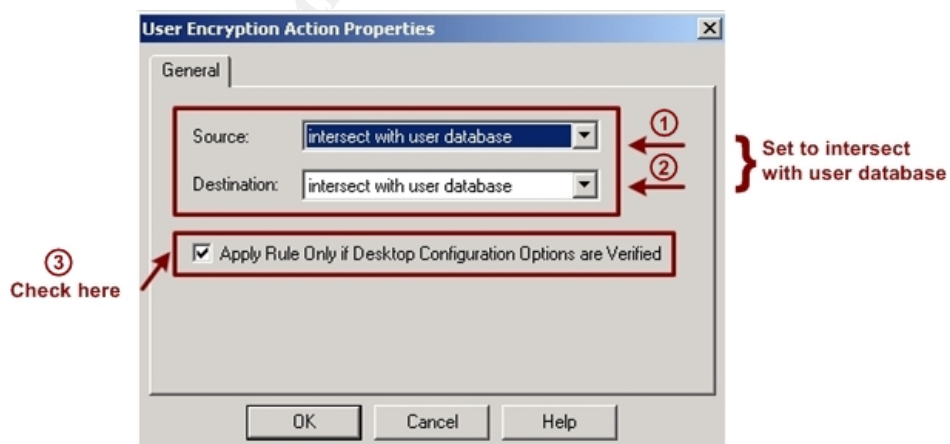 User Encryption Action Properties
General
Source: intersect with user database
①
Destination: intersect with user database
②
} Set to intersect
with user database
Apply Rule Only if Desktop Configuration Options are Verified
③
Check here
OK Cancel Help